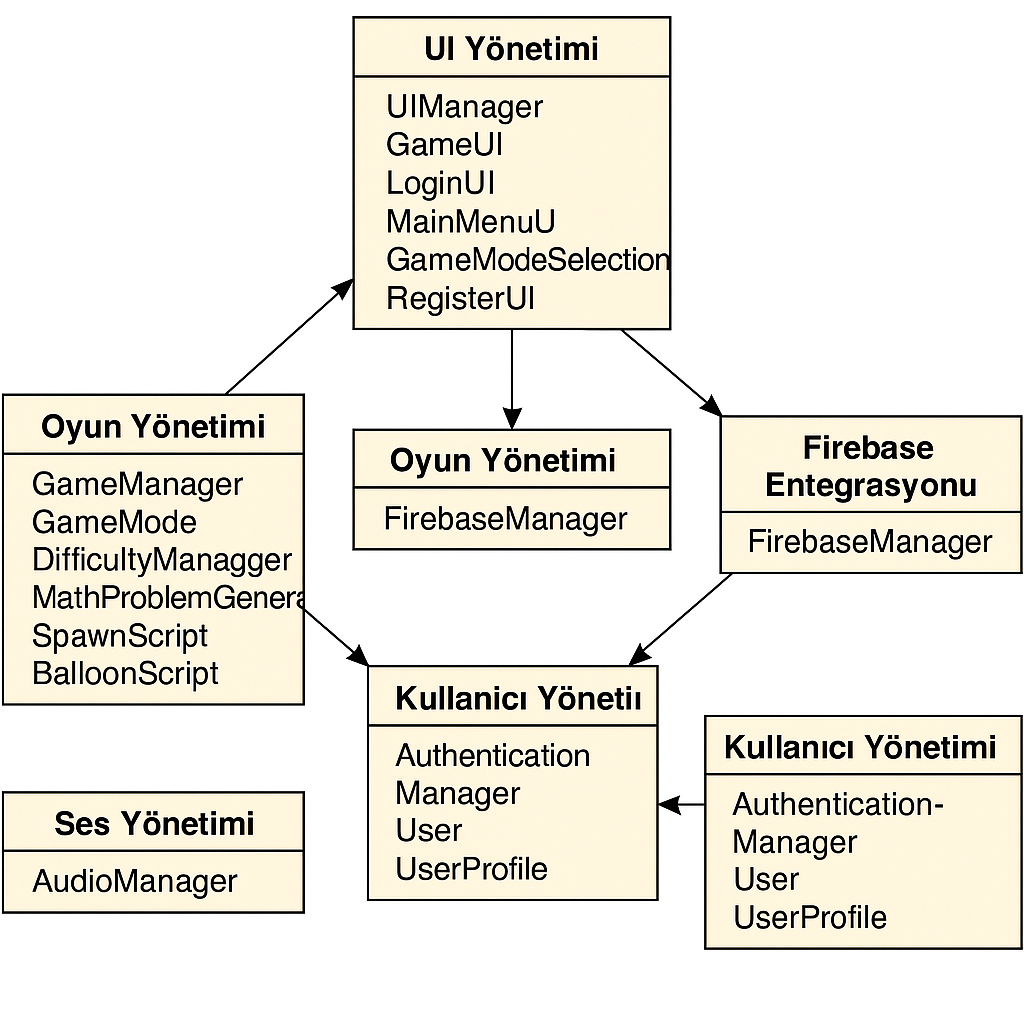 UI Yönetimi
UIManager
GameUI
LoginUI
MainMenuU
GameModeSelection
RegisterUI
Oyun Yönetimi
GameManager
GameMode
DifficultyManagger
MathProblemGenera
SpawnScript
BalloonScript
Oyun Yönetimi
FirebaseManager
Firebase
Entegrasyonu
FirebaseManager
Kullanicı Yönetiı
Authentication
Manager
User
UserProfile
Kullanıcı Yönetimi
Authentication-
Manager
User
UserProfile
Ses Yönetimi
AudioManager